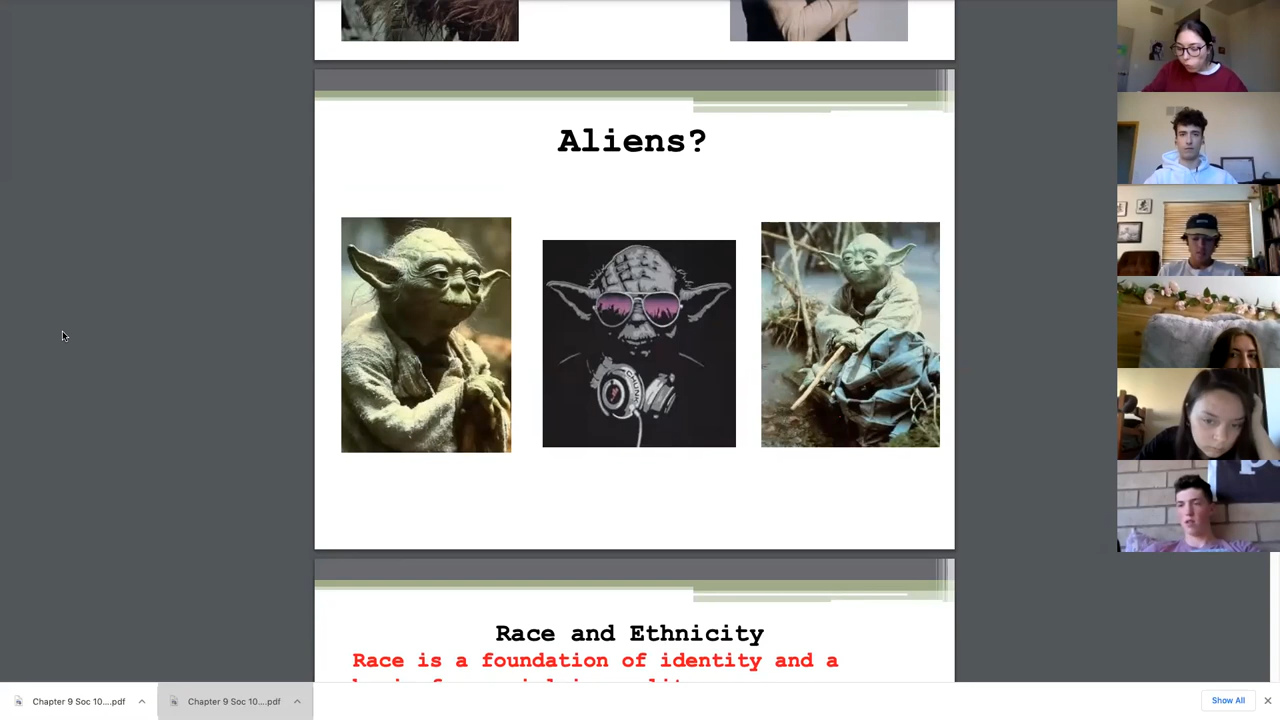 Aliens?
CHUNK
Race and Ethnicity
Race is a foundation of identity and a
Chapter 9 Soc 10....pdf
Chapter 9 Soc 10....pdf
Show All